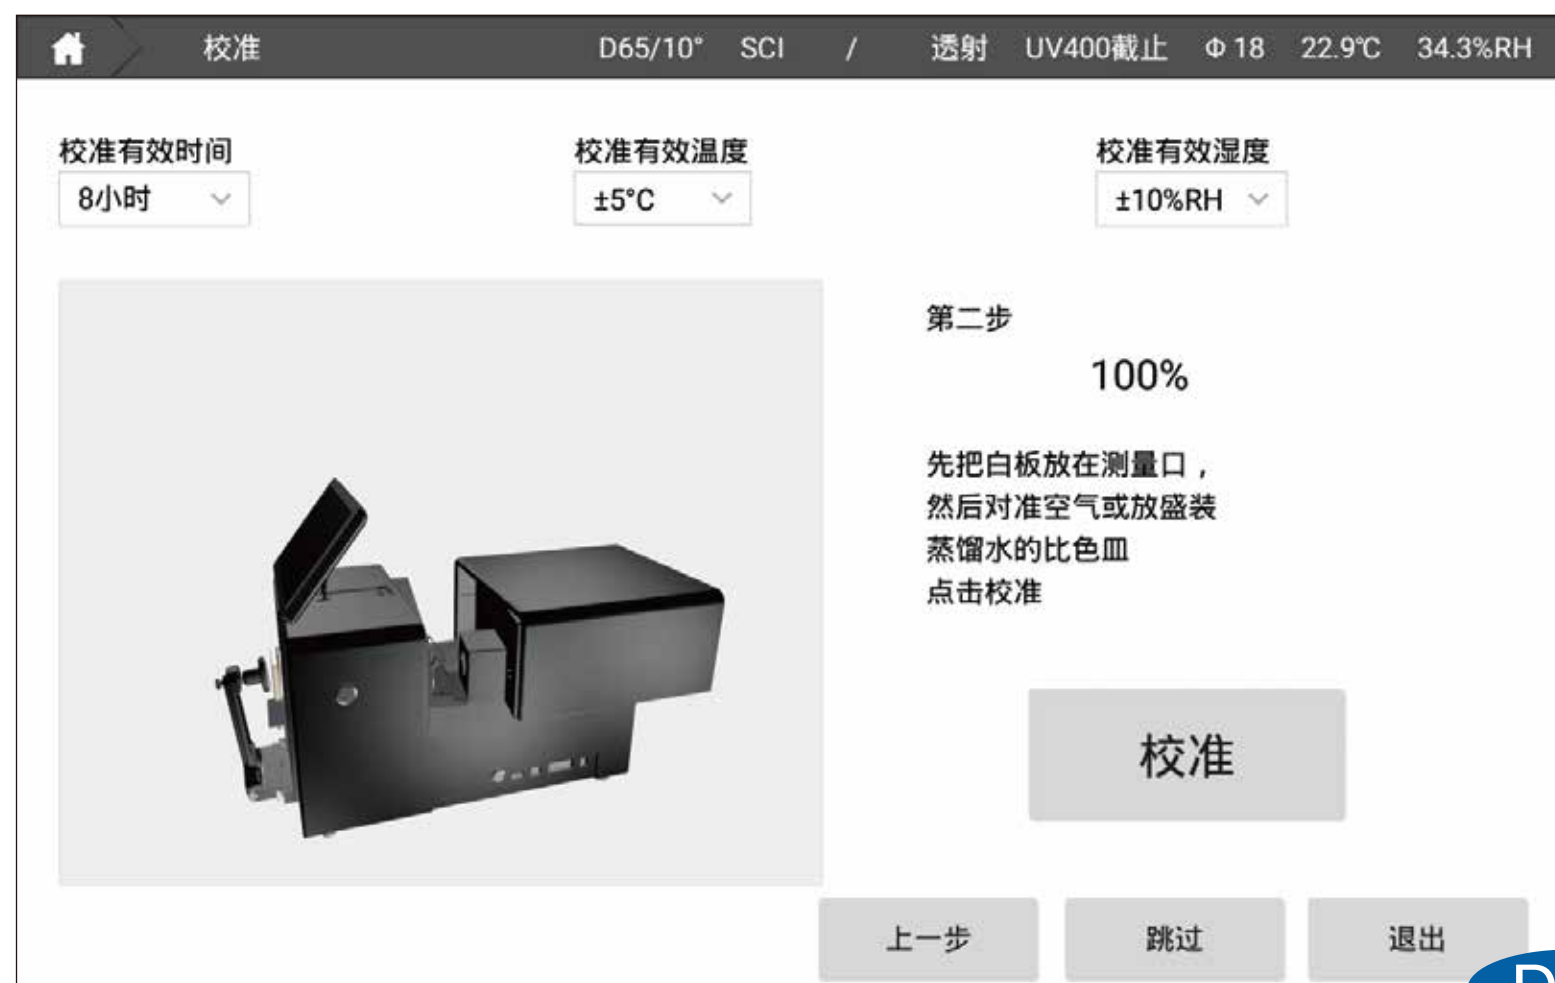 校准 D65/10° SCI / 透射 UV400截止 Φ 18 22.9℃ 34.3%RH
校准有效时间 校准有效温度 校准有效湿度
8小时 ±5°C ±10%RH
第二步
100%
先把白板放在测量口，
然后对准空气或放盛装
蒸馏水的比色皿
点击校准
校准
上一步 跳过 退出